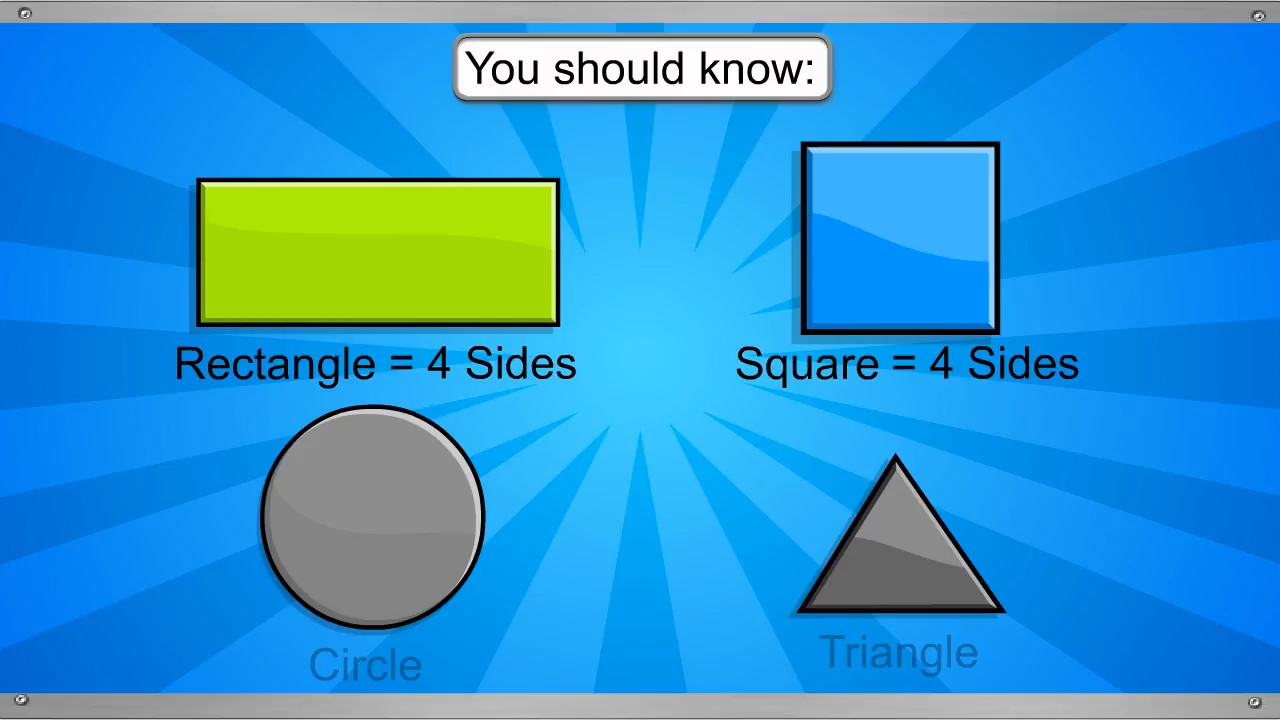 You should know:
Rectangle = 4 Sides
Square = 4 Sides
Circle
Triangle